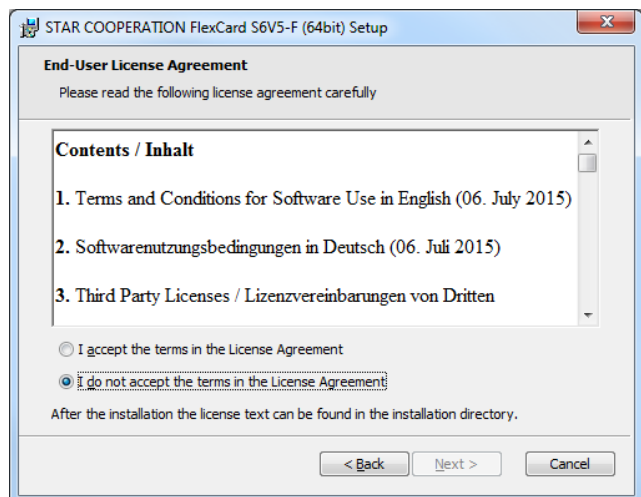 STAR COOPERATION FlexCard S6V5-F (64bit) Setup
End-User License Agreement
Please read the following license agreement carefully
Contents / Inhalt
1. Terms and Conditions for Software Use in English (06. July 2015)
2. Softwarenutzungsbedingungen in Deutsch (06. Juli 2015)
3. Third Party Licenses / Lizenzvereinbarungen von Dritten
I accept the terms in the License Agreement
I do not accept the terms in the License Agreement
After the installation the license text can be found in the installation directory.
< Back Next > Cancel